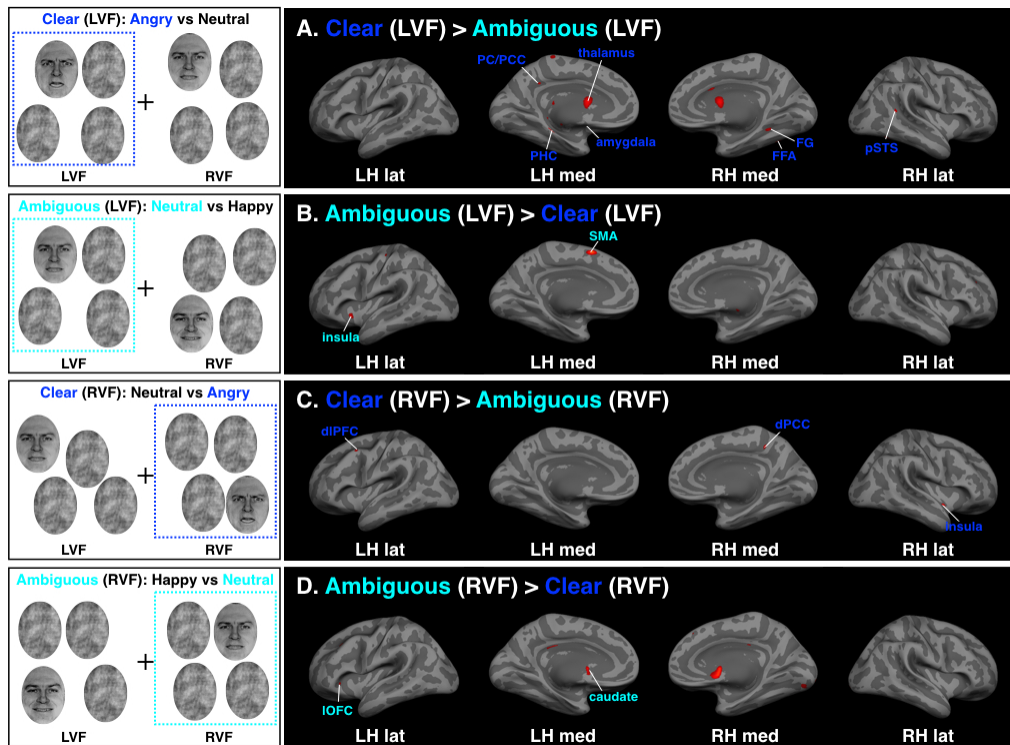 Clear (LVF): Angry vs Neutral
+
LVF
RVF
A. Clear (LVF) > Ambiguous (LVF)
PC/PCC
thalamus
PHC
amygdala
FG
FFA
pSTS
LH lat
LH med
RH med
RH lat
Ambiguous (LVF): Neutral vs Happy
+
LVF
RVF
B. Ambiguous (LVF) > Clear (LVF)
SMA
insula
LH lat
LH med
RH med
RH lat
Clear (RVF): Neutral vs Angry
+
LVF
RVF
C. Clear (RVF) > Ambiguous (RVF)
dlPFC
dPCC
insula
LH lat
LH med
RH med
RH lat
Ambiguous (RVF): Happy vs Neutral
+
LVF
RVF
D. Ambiguous (RVF) > Clear (RVF)
lOFC
caudate
LH lat
LH med
RH med
RH lat